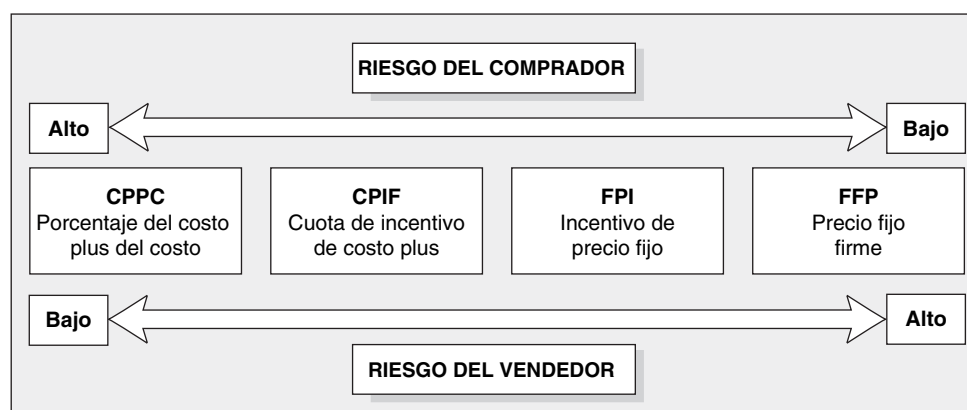 RIESGO DEL COMPRADOR
Alto
Bajo
CPPC
Porcentaje del costo
plus del costo
CPIF
Cuota de incentivo
de costo plus
FPI
Incentivo de
precio fijo
FFP
Precio fijo
firme
Bajo
Alto
RIESGO DEL VENDEDOR